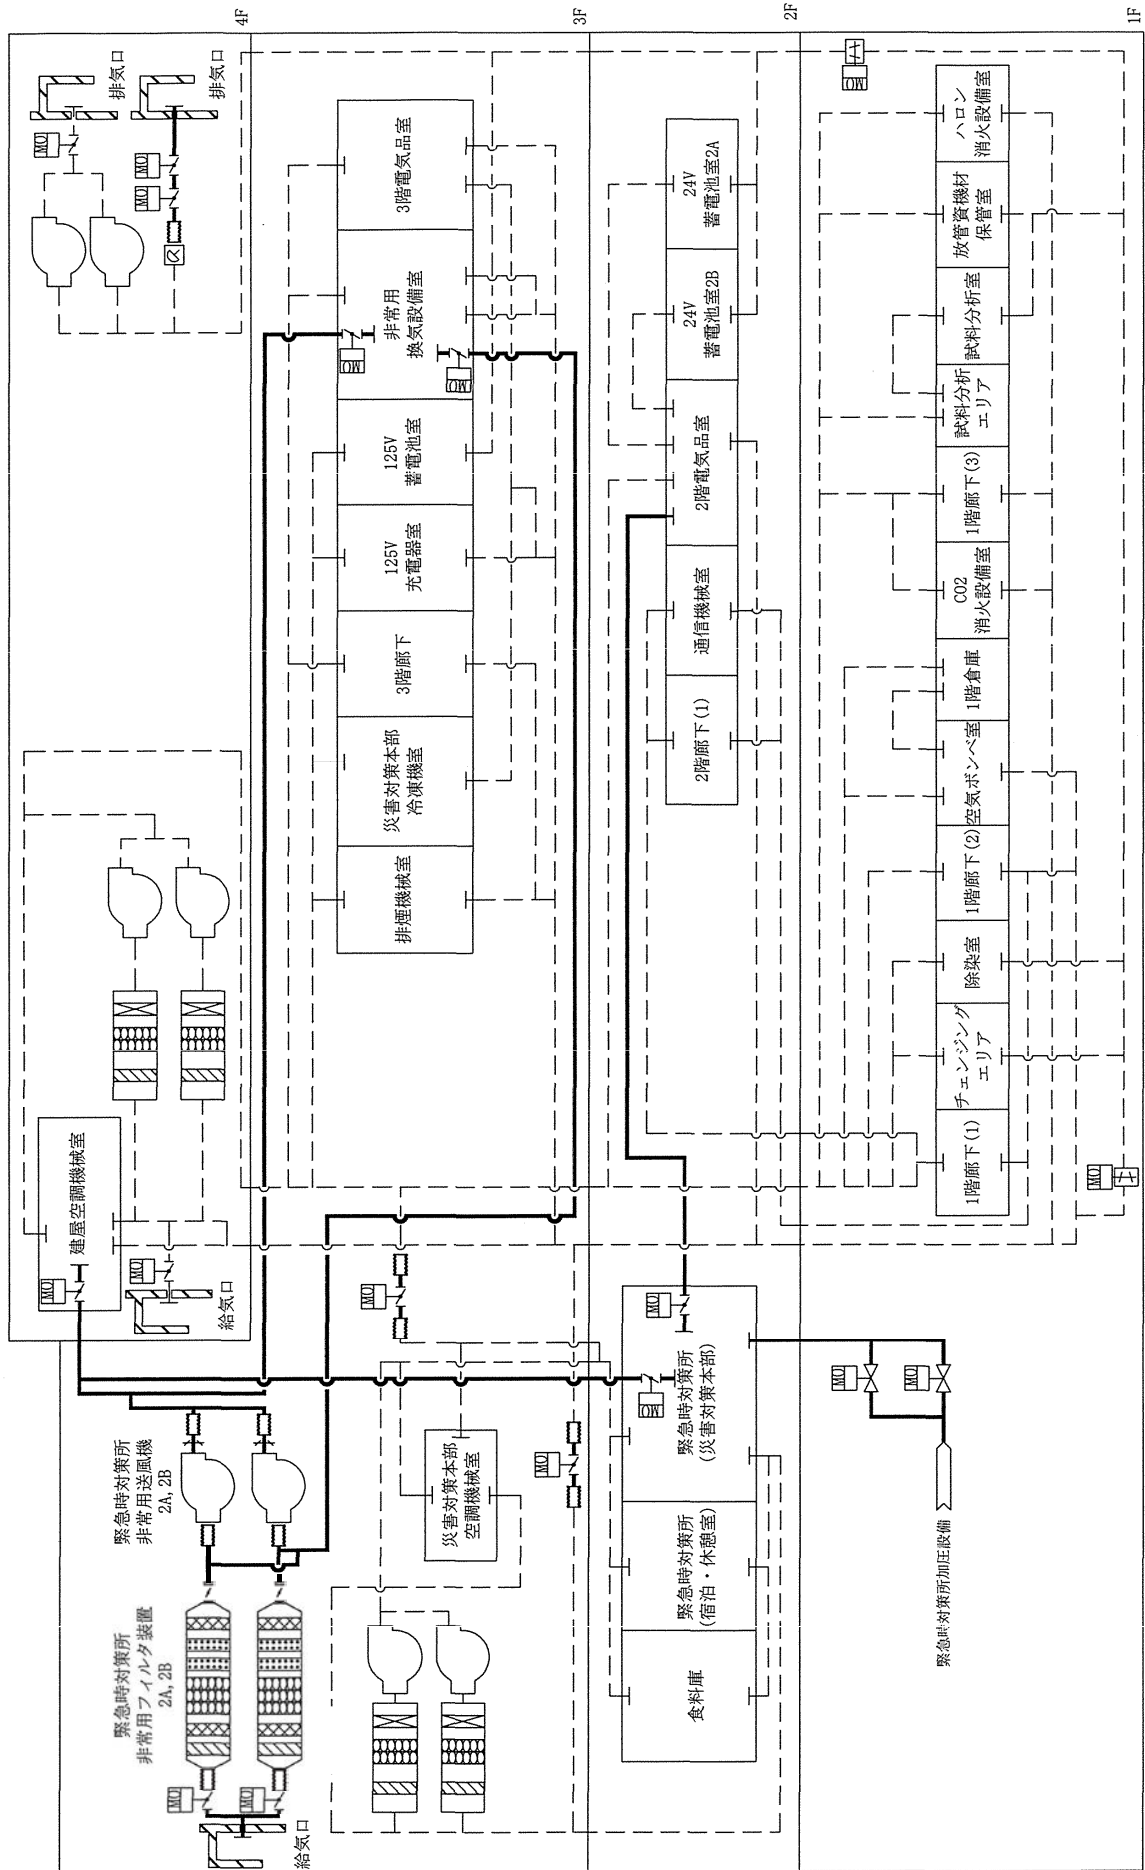 4F
3F
2F
1F
給気口
MO
MO
緊急時対策所
非常用フィルタ装置
2A,2B
緊急時対策所
非常用送風機
2A,2B
給気口
MO
MO
建屋空調機械室
排気口
MO
排気口
MO
MO
災害対策本部
空調機械室
MO
MO
排煙機械室
災害対策本部
冷凍機室
3階廊下
125V
充電器室
125V
蓄電池室
非常用
換気設備室
MO
MO
3階電気品室
食料庫
緊急時対策所
(宿泊・休憩室)
緊急時対策所
(災害対策本部)
MO
MO
2階廊下(1)
通信機械室
2階電気品室
24V
蓄電池室2B
24V
蓄電池室2A
MO
緊急時対策所加圧設備
MO
MO
1階廊下(1)
チェンジング
エリア
除染室
1階廊下(2)
空気ボンベ室
1階倉庫
CO2
消火設備室
1階廊下(3)
試料分析
エリア
試料分析室
放管資機材
保管室
ハロン
消火設備室
MO